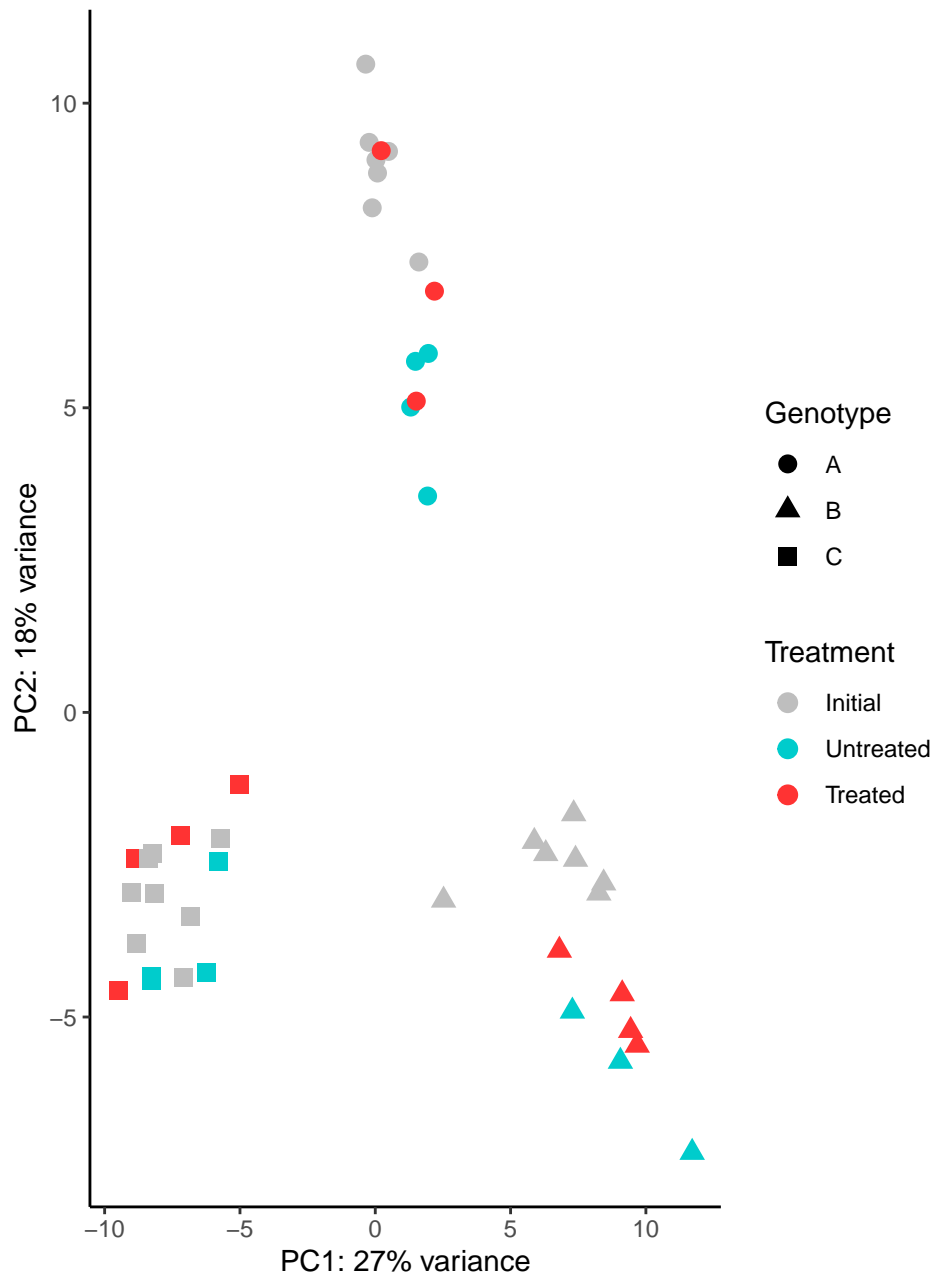 10
5
0
−5
PC2: 18% variance
−10
−5
0
5
10
PC1: 27% variance
Genotype
A
B
C
Treatment
Initial
Untreated
Treated